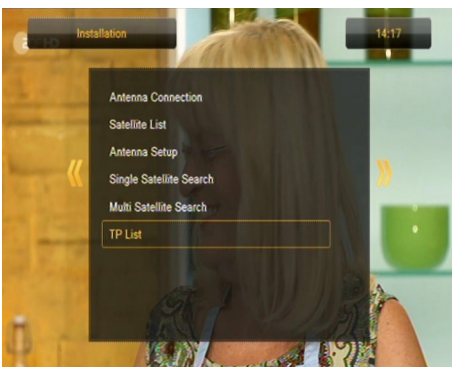 Installation
14:17
Antenna Connection
Satellite List
Antenna Setup
Single Satellite Search
Multi Satellite Search
TP List